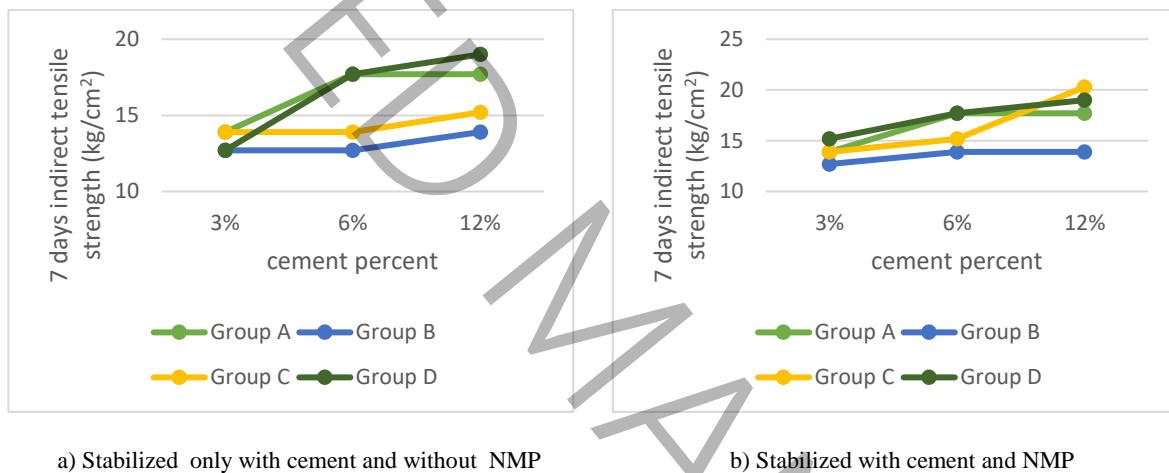 20
15
10
7 days indirect tensile
strength (kg/cm²)
3% 6% 12%
cement percent
Group A Group B
Group C Group D
a) Stabilized only with cement and without NMP
25
20
15
10
7 days indirect tensile
strength (kg/cm²)
3% 6% 12%
cement percent
Group A Group B
Group C Group D
b) Stabilized with cement and NMP
E
D
M
A